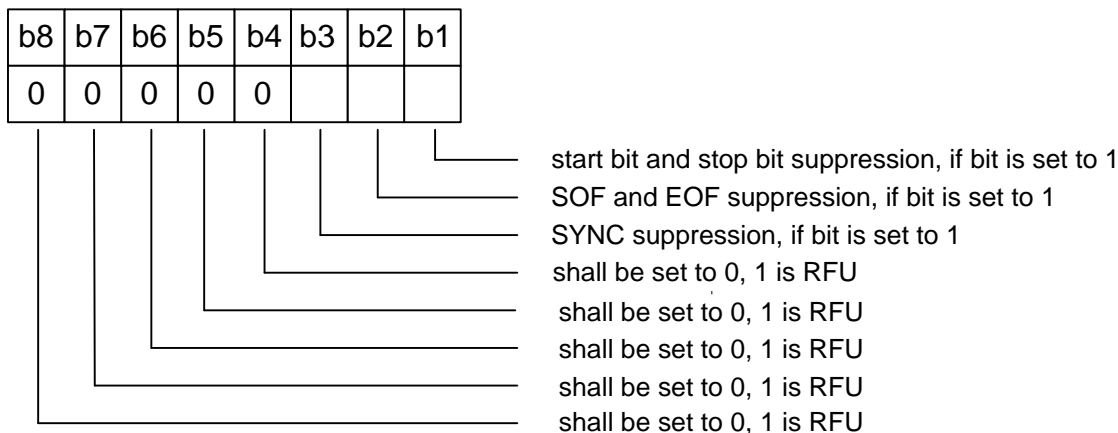 b8 b7 b6 b5 b4 b3 b2 b1
0 0 0 0 0
start bit and stop bit suppression, if bit is set to 1
SOF and EOF suppression, if bit is set to 1
SYNC suppression, if bit is set to 1
shall be set to 0, 1 is RFU
shall be set to 0, 1 is RFU
shall be set to 0, 1 is RFU
shall be set to 0, 1 is RFU
shall be set to 0, 1 is RFU